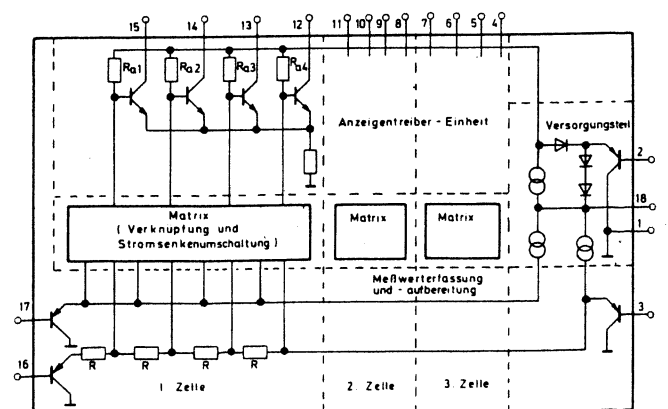 15 14 13 12 11 10 9 8 7 6 5 4
Ra1 Ra2 Ra3 Ra4
Anzeigentreiber - Einheit
Versorgungsteil
2
18
1
Matrix
( Verknüpfung und
Stromsenkenumschaltung )
Matrix
Matrix
Meßwerterfassung
und - aufbereitung
17
3
16
R R R R
1. Zelle 2. Zelle 3. Zelle